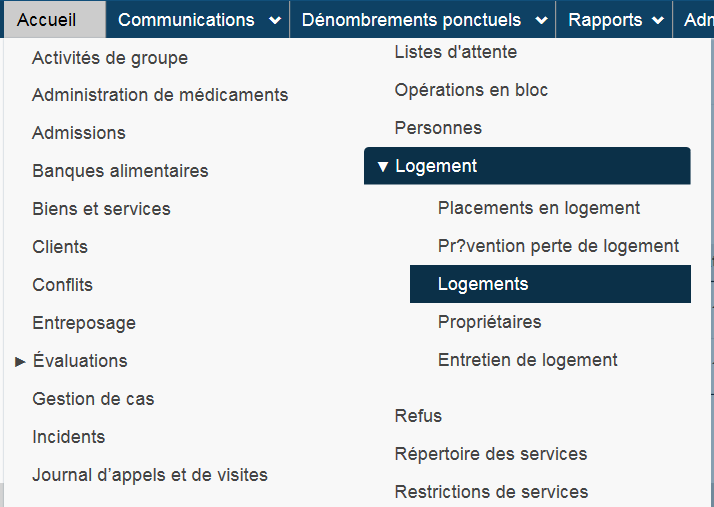 Accueil Communications Dénombrements ponctuels Rapports Adm
Activités de groupe
Administration de médicaments
Admissions
Banques alimentaires
Biens et services
Clients
Conflits
Entreposage
Évaluations
Gestion de cas
Incidents
Journal d'appels et de visites
Listes d'attente
Opérations en bloc
Personnes
Logement
Placements en logement
Pr?vention perte de logement
Logements
Propriétaires
Entretien de logement
Refus
Répertoire des services
Restrictions de services